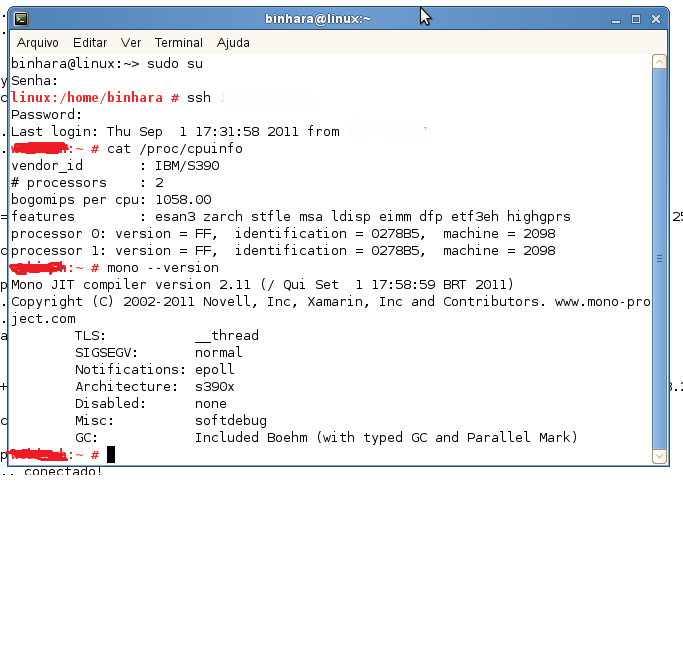 binhara@linux:~
Arquivo Editar Ver Terminal Ajuda
binhara@linux:~> sudo su
Senha:
linux:/home/binhara # ssh
Password:
Last login: Thu Sep  1 17:31:58 2011 from
:~ # cat /proc/cpuinfo
vendor_id       : IBM/S390
# processors    : 2
bogomips per cpu: 1058.00
features        : esan3 zarch stfle msa ldisp eimm dfp etf3eh highgprs
processor 0: version = FF,  identification = 0278B5,  machine = 2098
processor 1: version = FF,  identification = 0278B5,  machine = 2098
:~ # mono --version
Mono JIT compiler version 2.11 (/ Qui Set  1 17:58:59 BRT 2011)
Copyright (C) 2002-2011 Novell, Inc, Xamarin, Inc and Contributors. www.mono-pro
ject.com
        TLS:           __thread
        SIGSEGV:       normal
        Notifications: epoll
        Architecture:  s390x
        Disabled:      none
        Misc:          softdebug
        GC:            Included Boehm (with typed GC and Parallel Mark)
:~ #
.. conectado!